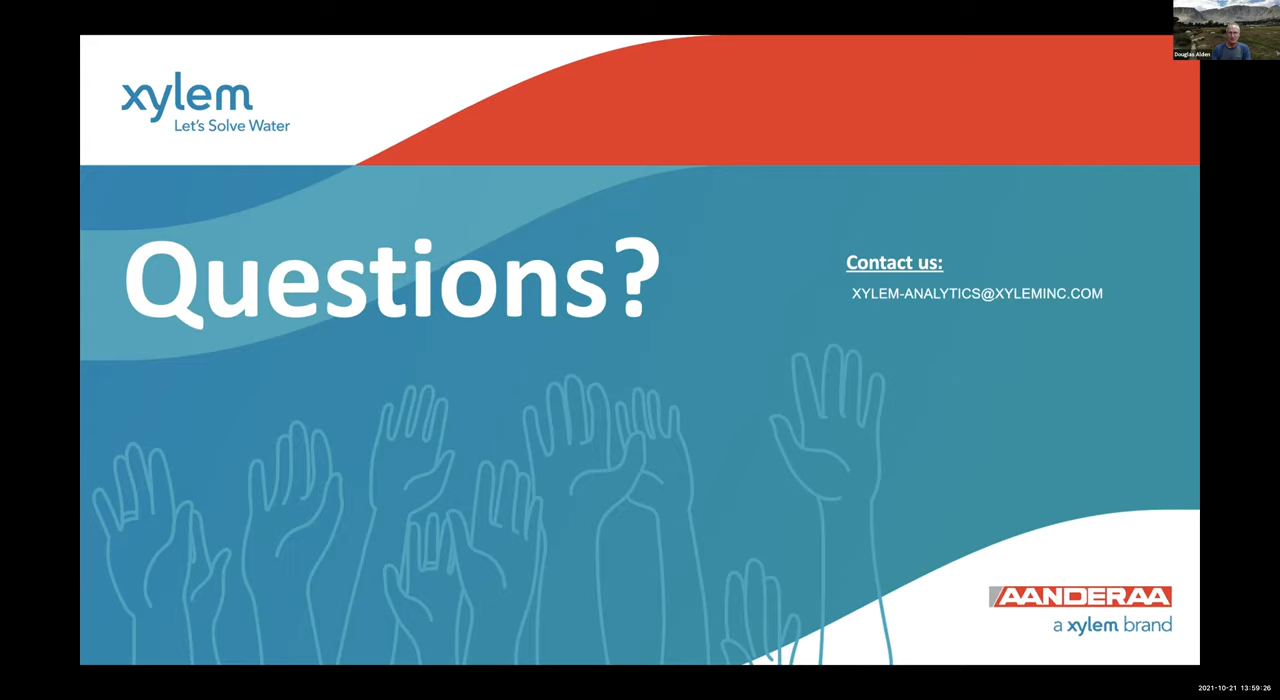 xylem
Let's Solve Water
Douglas Alden
Questions?
Contact us:
XYLEM-ANALYTICS@XYLEMINC.COM
AANDERAA
a xylem brand
2021-10-21 13:59:26